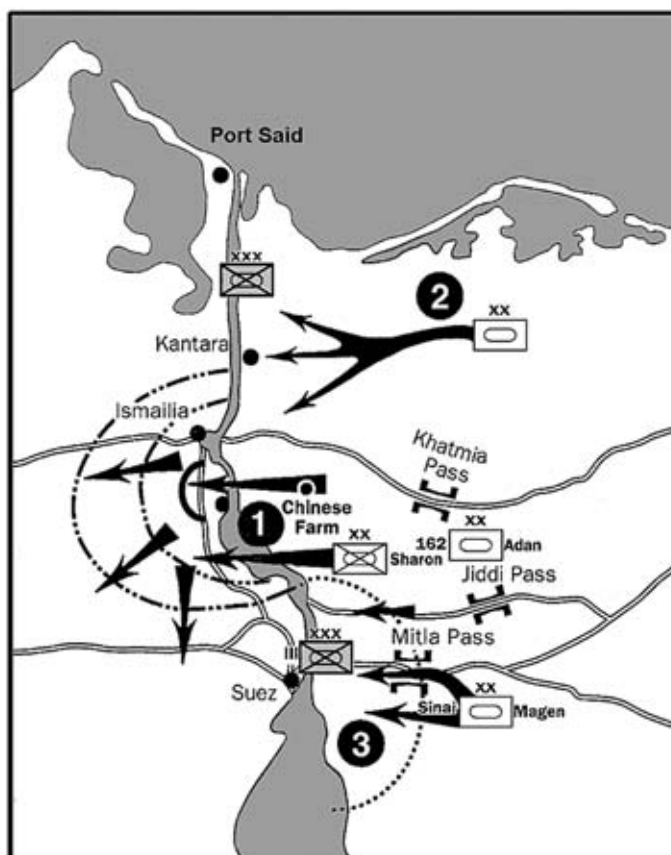 Port Said
xxx
2
xx
Kantara
Ismailia
Khatmia
Pass
Chinese
Farm
1
xx
162
Adan
xx
Sharon
Jiddi Pass
xxx
Mitla Pass
III
Suez
xx
Sinai
Magen
3